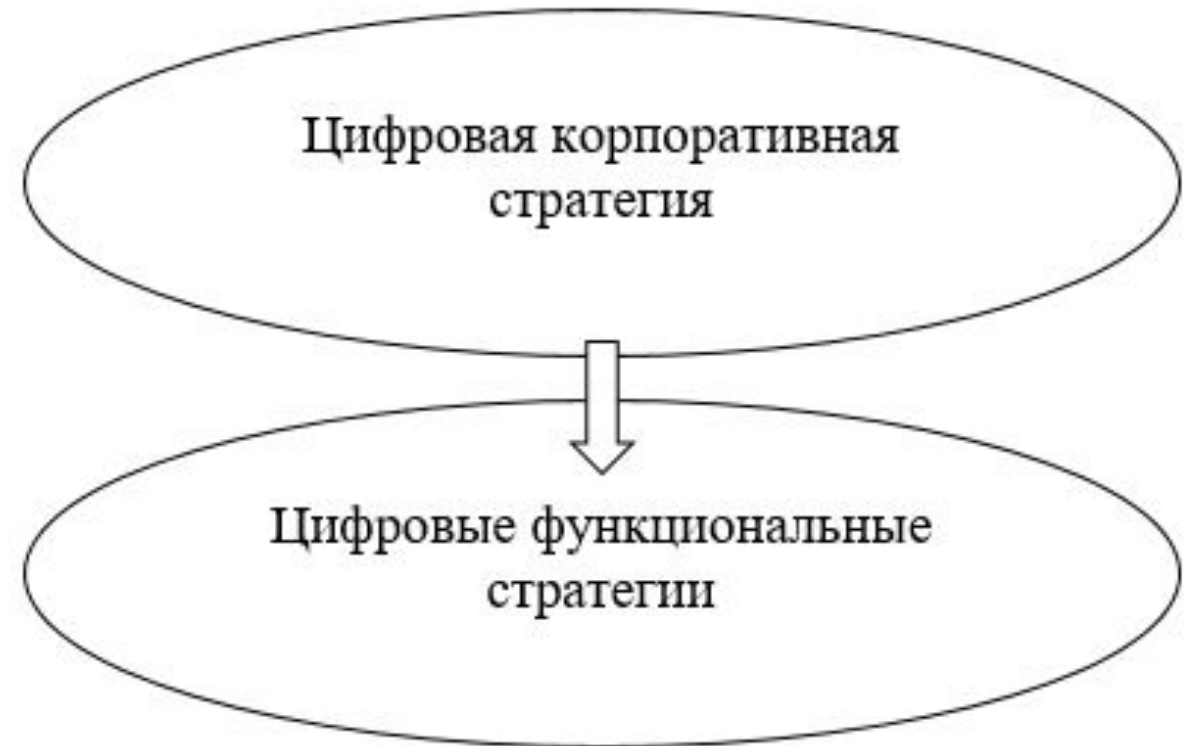 Цифровая корпоративная
стратегия
Цифровые функциональные
стратегии